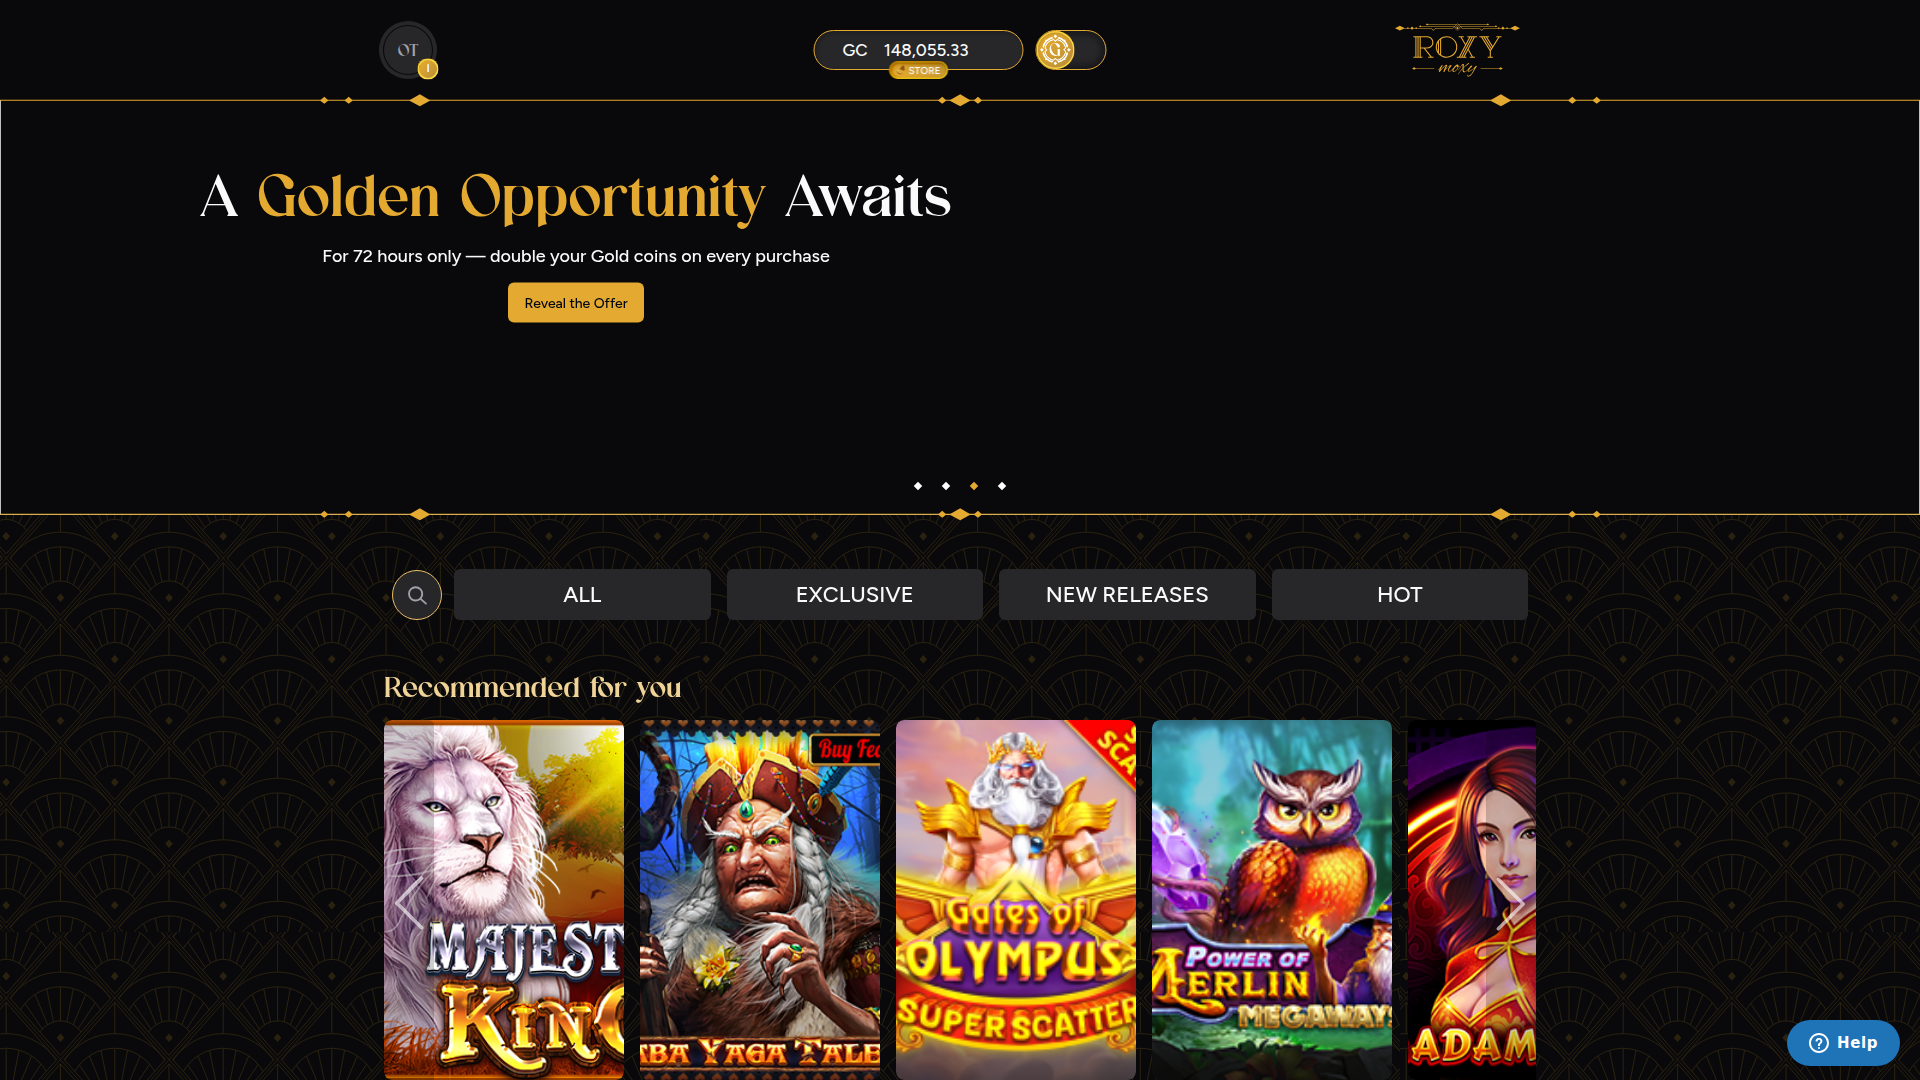 OT
I
GC 148,055.33
STORE
G
ROXY
moxy
A Golden Opportunity Awaits
For 72 hours only — double your Gold coins on every purchase
Reveal the Offer
ALL
EXCLUSIVE
NEW RELEASES
HOT
Recommended for you
MAJEST
KING
Buy Fea
ABA YAGA TALE
SCA
Gates of
OLYMPUS
SUPER SCATTER
POWER OF
MERLIN
MEGAWAYS
ADAM
Help